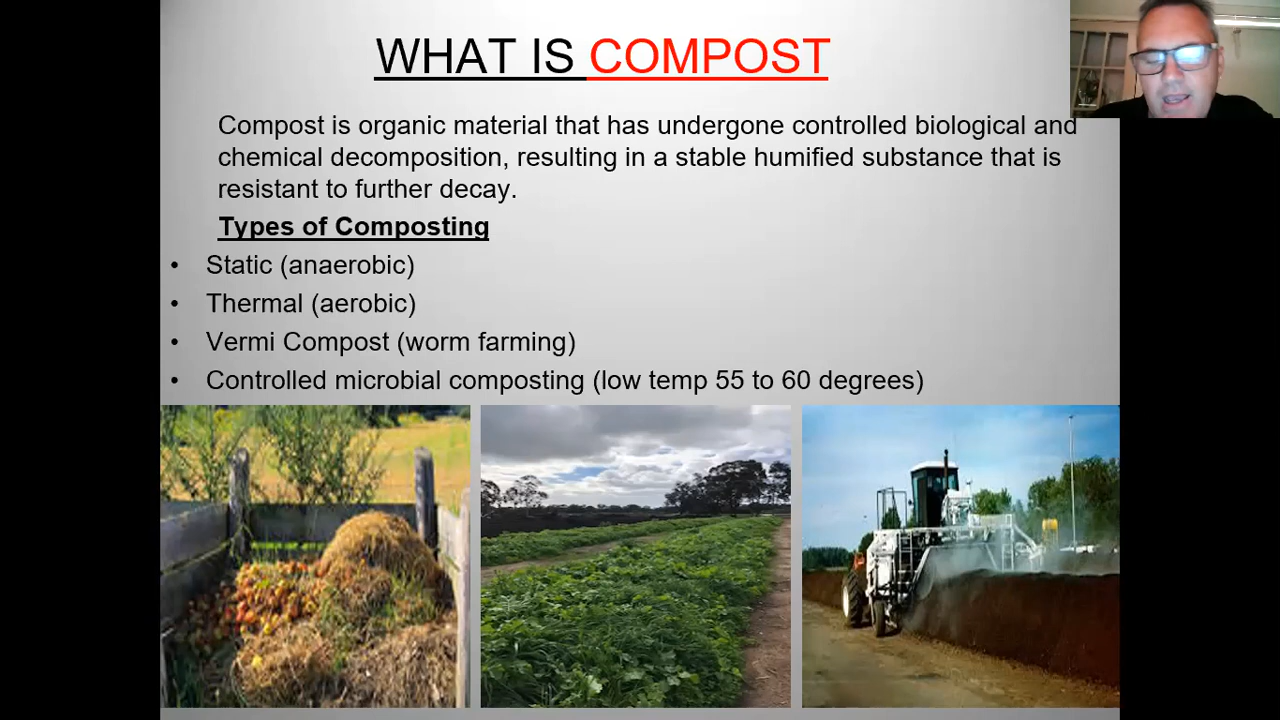 WHAT IS COMPOST
Compost is organic material that has undergone controlled biological and
chemical decomposition, resulting in a stable humified substance that is
resistant to further decay.
Types of Composting
• Static (anaerobic)
• Thermal (aerobic)
• Vermi Compost (worm farming)
• Controlled microbial composting (low temp 55 to 60 degrees)